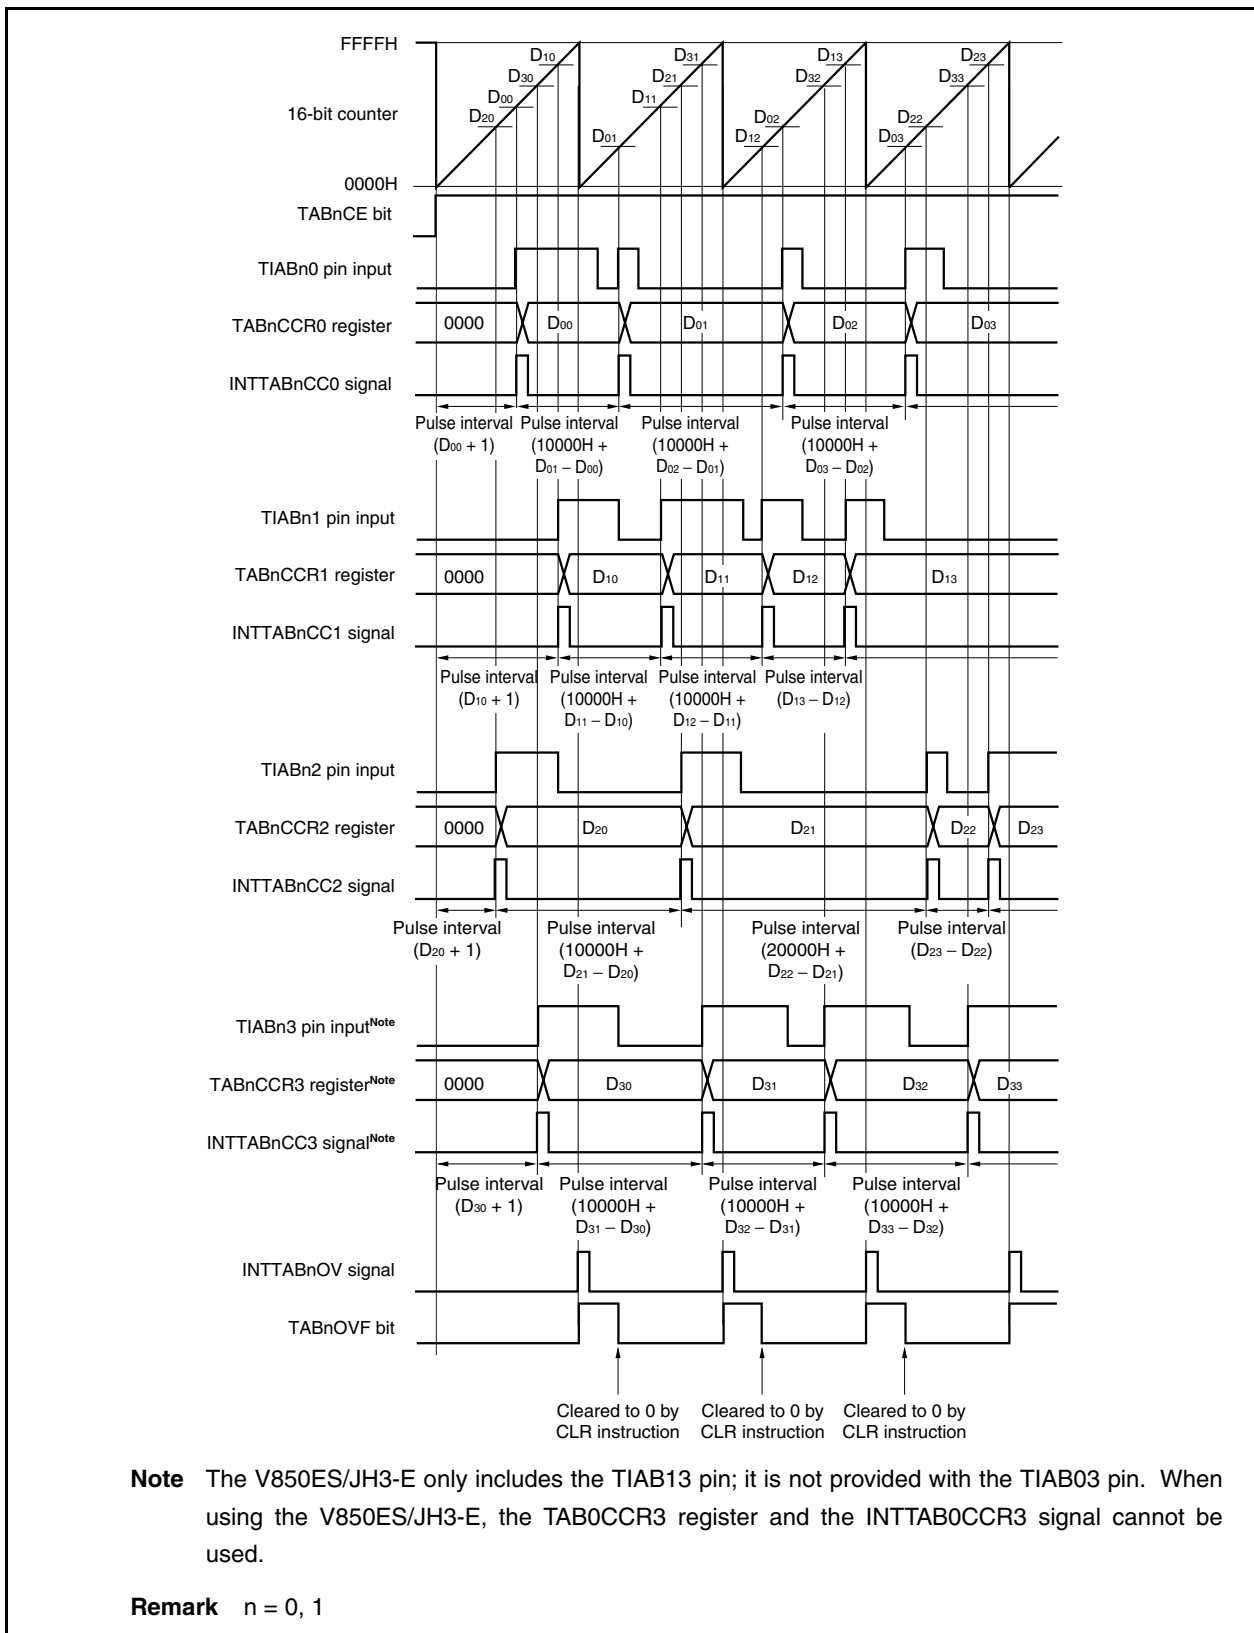 FFFFH
D10
D31
D13
D23
D30
D21
D32
D33
D00
D11
D02
D22
16-bit counter
D20
D01
D12
D03
0000H
TABnCE bit
TIABn0 pin input
TABnCCR0 register
0000
D00
D01
D02
D03
INTTABnCC0 signal
Pulse interval
(D00 + 1)
Pulse interval
(10000H +
D01 – D00)
Pulse interval
(10000H +
D02 – D01)
Pulse interval
(10000H +
D03 – D02)
TIABn1 pin input
TABnCCR1 register
0000
D10
D11
D12
D13
INTTABnCC1 signal
Pulse interval
(D10 + 1)
Pulse interval
(10000H +
D11 – D10)
Pulse interval
(10000H +
D12 – D11)
Pulse interval
(D13 – D12)
TIABn2 pin input
TABnCCR2 register
0000
D20
D21
D22
D23
INTTABnCC2 signal
Pulse interval
(D20 + 1)
Pulse interval
(10000H +
D21 – D20)
Pulse interval
(20000H +
D22 – D21)
Pulse interval
(D23 – D22)
TIABn3 pin inputNote
TABnCCR3 registerNote
0000
D30
D31
D32
D33
INTTABnCC3 signalNote
Pulse interval
(D30 + 1)
Pulse interval
(10000H +
D31 – D30)
Pulse interval
(10000H +
D32 – D31)
Pulse interval
(10000H +
D33 – D32)
INTTABnOV signal
TABnOVF bit
Cleared to 0 by
CLR instruction
Cleared to 0 by
CLR instruction
Cleared to 0 by
CLR instruction
Note The V850ES/JH3-E only includes the TIAB13 pin; it is not provided with the TIAB03 pin. When
using the V850ES/JH3-E, the TAB0CCR3 register and the INTTAB0CCR3 signal cannot be
used.
Remark n = 0, 1